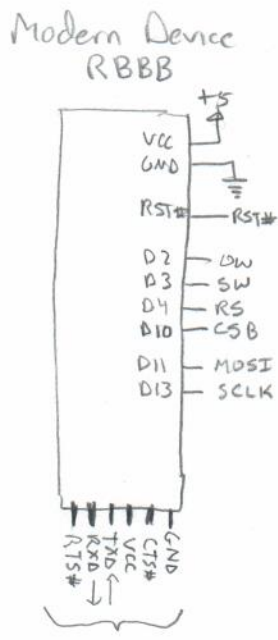 Modern Device
RBBB
+5
VCC
GND
RST# RST#
D2 OW
D3 SW
D4 RS
D10 CSB
D11 MOSI
D13 SCLK
RTS# RXD TXD VCC CTS# GND